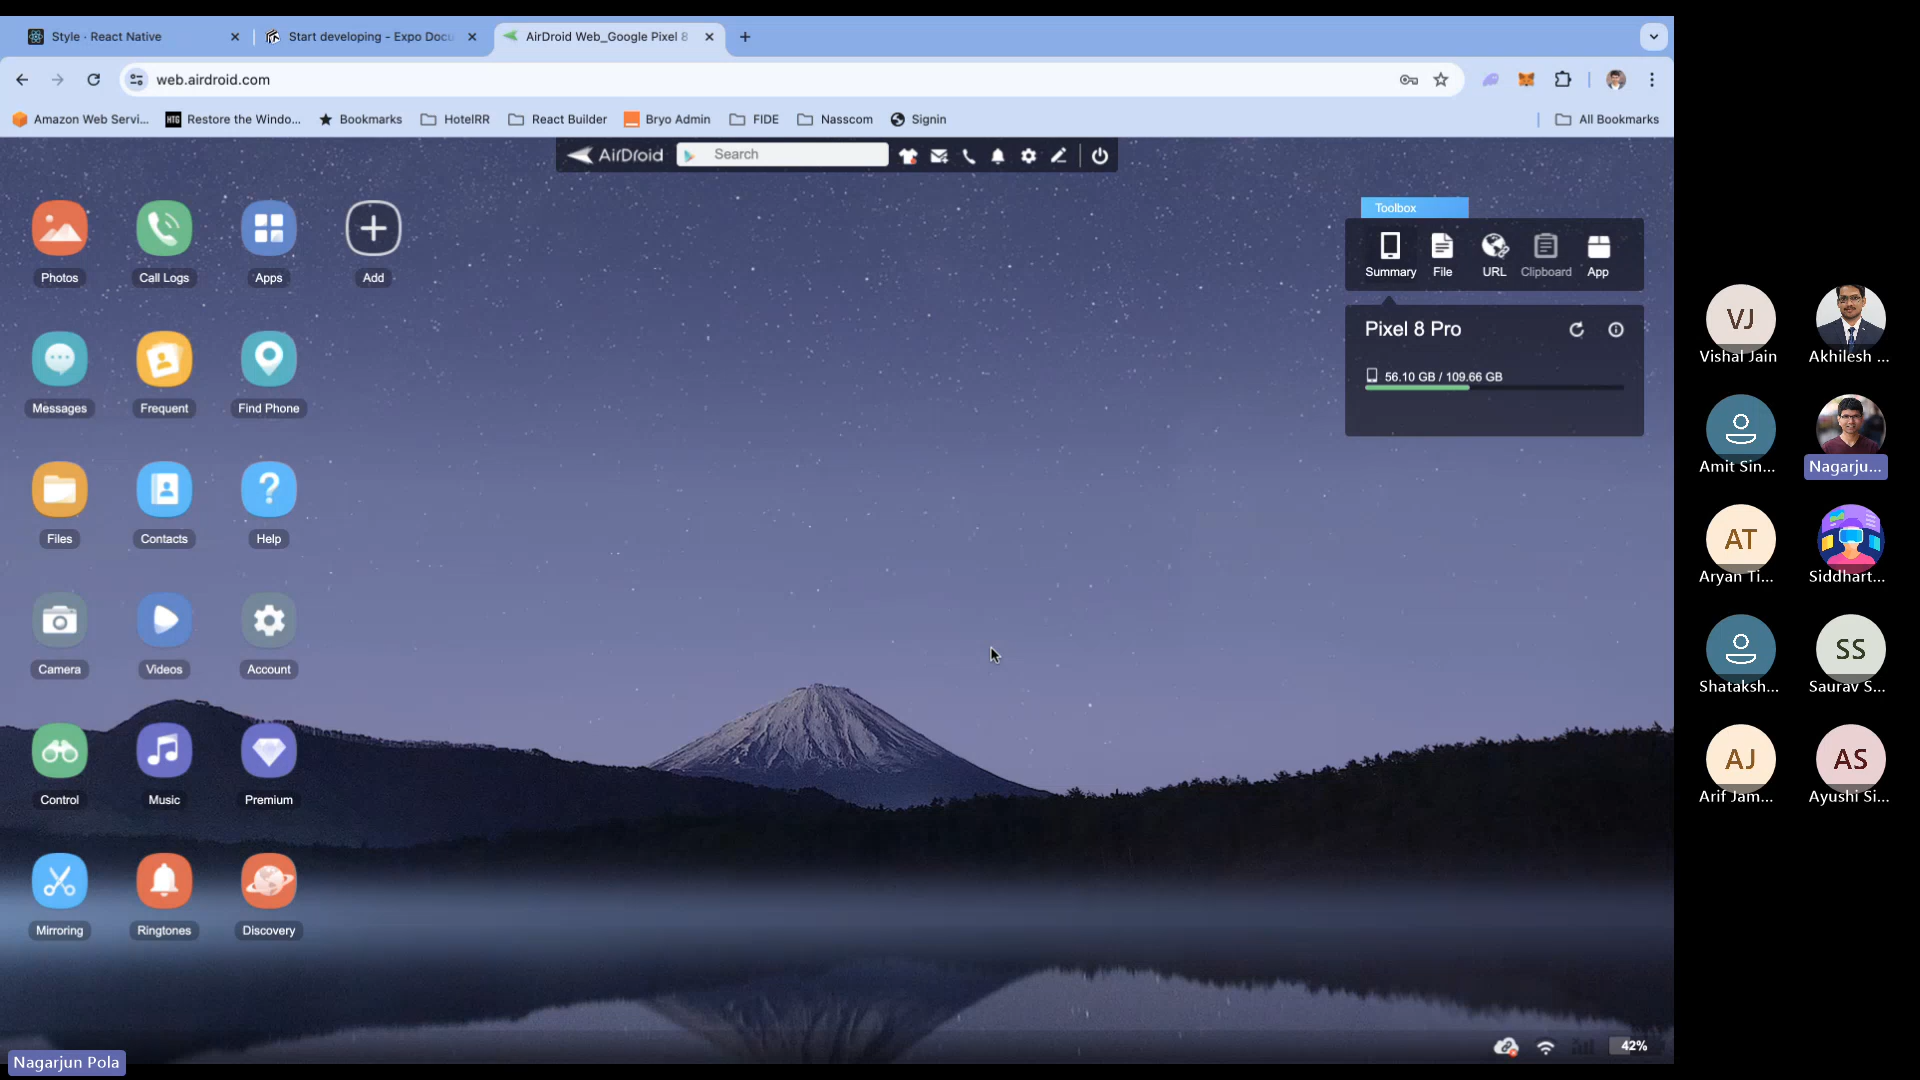 Style · React Native
Start developing - Expo Docu
AirDroid Web_Google Pixel 8
web.airdroid.com
Amazon Web Servi...
Restore the Windo...
Bookmarks
HotelRR
React Builder
Bryo Admin
FIDE
Nasscom
Signin
All Bookmarks
AirDroid
Search
Photos
Call Logs
Apps
Add
Toolbox
Summary
File
URL
Clipboard
App
Pixel 8 Pro
56.10 GB / 109.66 GB
Messages
Frequent
Find Phone
Files
Contacts
Help
Camera
Videos
Account
Control
Music
Premium
Mirroring
Ringtones
Discovery
42%
Nagarjun Pola
VJ
Vishal Jain
Akhilesh ...
Amit Sin...
Nagarju...
AT
Aryan Ti...
Siddhart...
Shataksh...
SS
Saurav S...
AJ
Arif Jam...
AS
Ayushi Si...
HTG